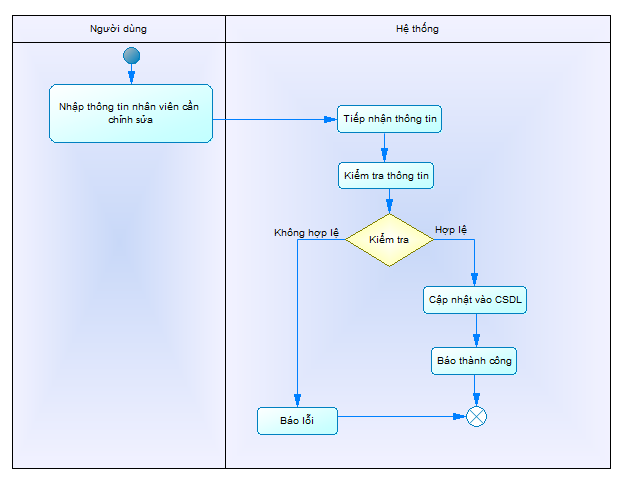 Người dùng
Hệ thống
Nhập thông tin nhân viên cần
chỉnh sửa
Tiếp nhận thông tin
Kiểm tra thông tin
Không hợp lệ
Hợp lệ
Kiểm tra
Cập nhật vào CSDL
Báo thành công
Báo lỗi